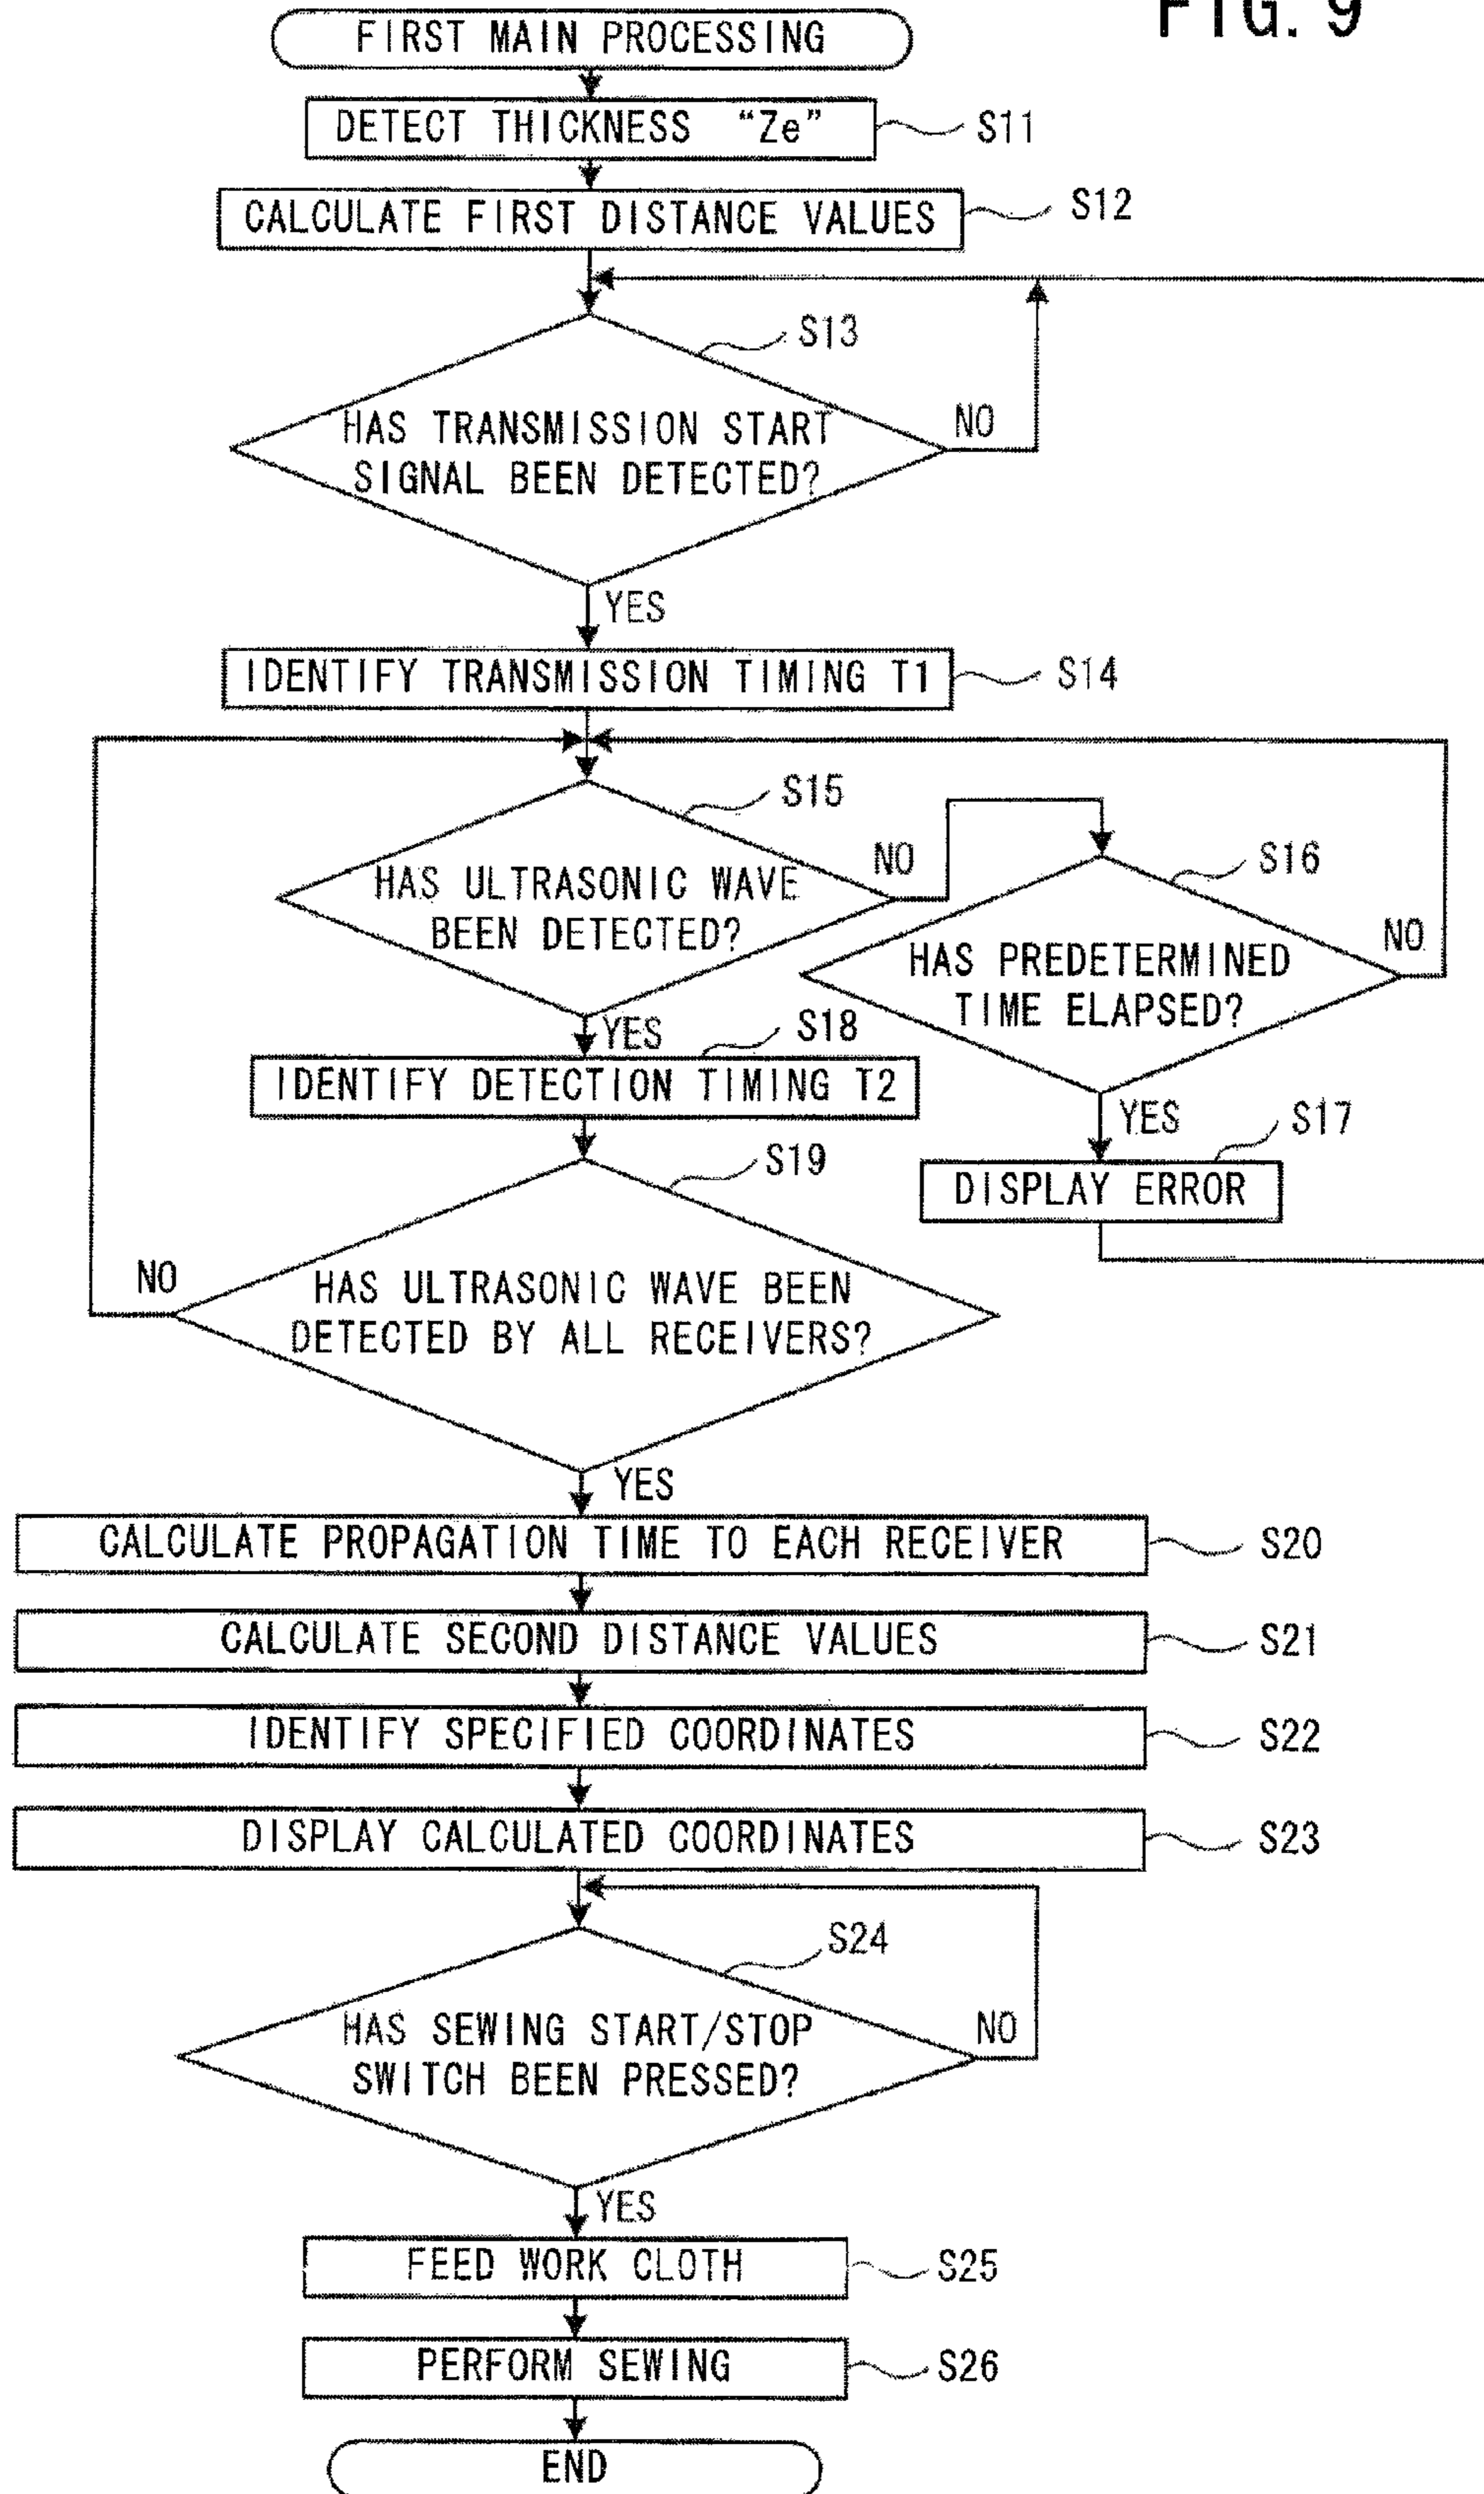 FIG. 9
FIRST MAIN PROCESSING
DETECT THICKNESS "Ze"
S11
CALCULATE FIRST DISTANCE VALUES
S12
S13
HAS TRANSMISSION START
SIGNAL BEEN DETECTED?
NO
YES
IDENTIFY TRANSMISSION TIMING T1
S14
S15
HAS ULTRASONIC WAVE
BEEN DETECTED?
NO
S16
HAS PREDETERMINED
TIME ELAPSED?
NO
YES
S18
IDENTIFY DETECTION TIMING T2
YES
S17
DISPLAY ERROR
S19
HAS ULTRASONIC WAVE BEEN
DETECTED BY ALL RECEIVERS?
NO
YES
CALCULATE PROPAGATION TIME TO EACH RECEIVER
S20
CALCULATE SECOND DISTANCE VALUES
S21
IDENTIFY SPECIFIED COORDINATES
S22
DISPLAY CALCULATED COORDINATES
S23
S24
HAS SEWING START/STOP
SWITCH BEEN PRESSED?
NO
YES
FEED WORK CLOTH
S25
PERFORM SEWING
S26
END